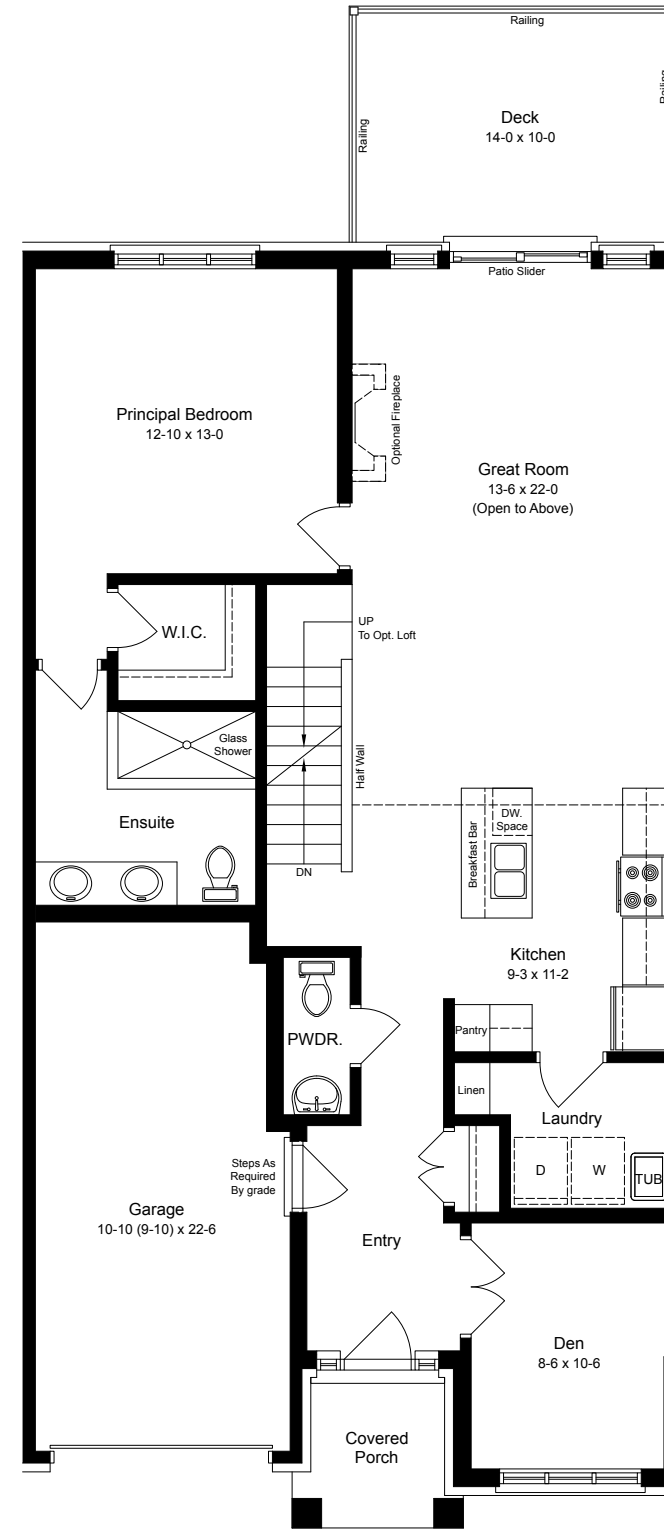 Railing
Railing
Railing
Deck
14-0 x 10-0
Patio Slider
Principal Bedroom
12-10 x 13-0
Optional Fireplace
Great Room
13-6 x 22-0
(Open to Above)
W.I.C.
UP
To Opt. Loft
Glass
Shower
Half Wall
Ensuite
DN
Breakfast Bar
DW.
Space
Kitchen
9-3 x 11-2
PWDR.
Pantry
Linen
Laundry
D
W
TUB
Steps As
Required
By grade
Garage
10-10 (9-10) x 22-6
Entry
Den
8-6 x 10-6
Covered
Porch